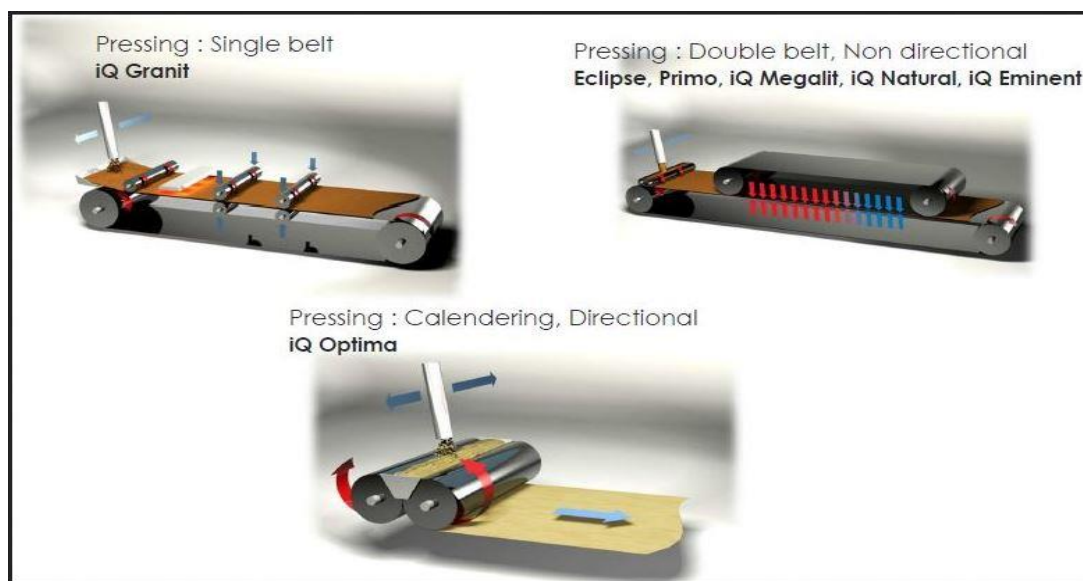 Pressing : Single belt
iQ Granit
Pressing : Double belt, Non directional
Eclipse, Primo, iQ Megalit, iQ Natural, iQ Eminent
Pressing : Calendering, Directional
iQ Optima